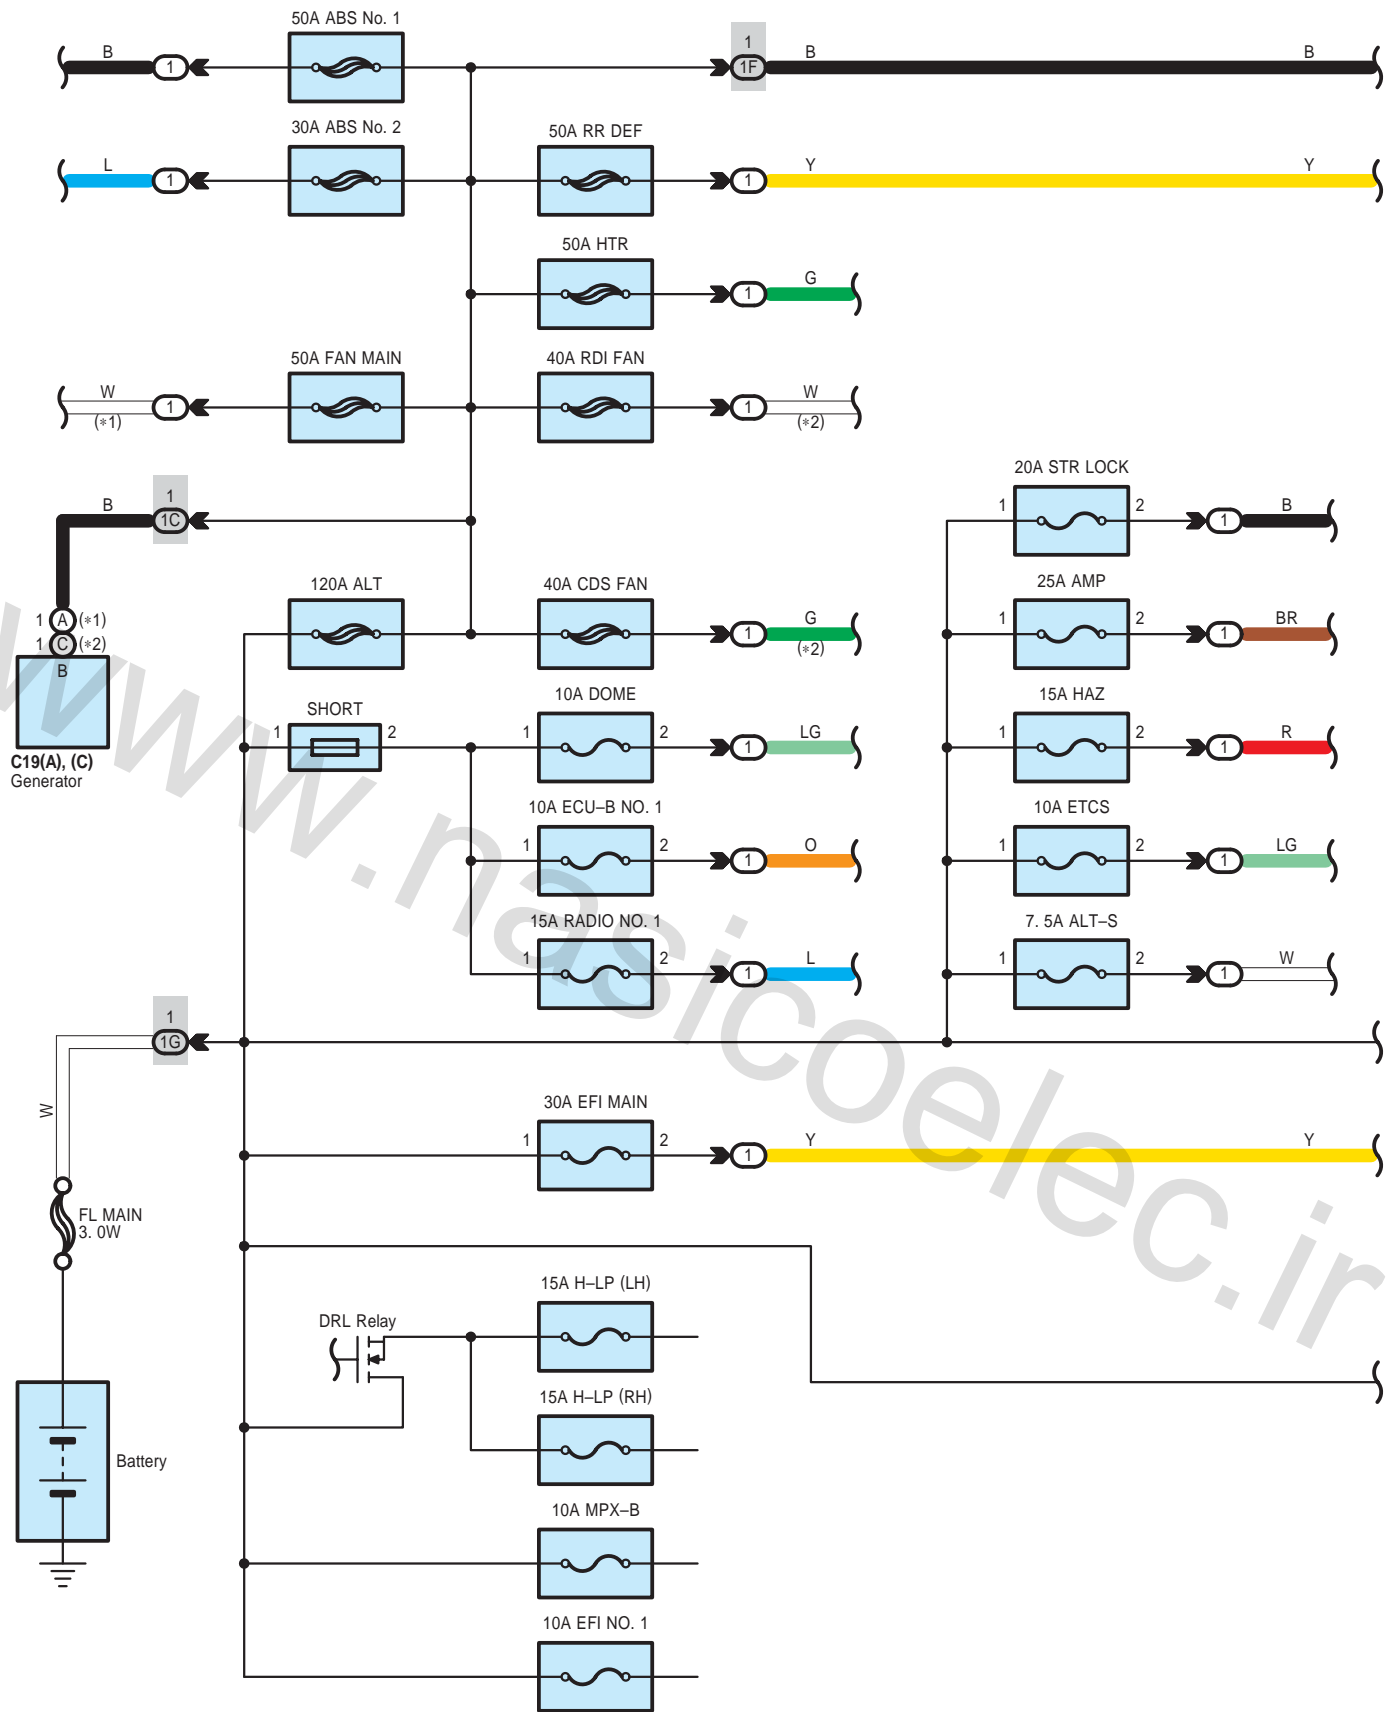 50A ABS No. 1
B 1 1 1F B B
30A ABS No. 2 50A RR DEF
L 1 1 Y Y
50A HTR
1 G
50A FAN MAIN 40A RDI FAN
W (*1) 1 1 W (*2)
20A STR LOCK
B 1 1C 1 2 1 B
120A ALT 40A CDS FAN 25A AMP
1 A (*1)
1 C (*2)
B
1 G (*2) 1 2 1 BR
SHORT 10A DOME 15A HAZ
1 2 1 2 1 LG 1 2 1 R
C19(A), (C)
Generator
10A ECU–B NO. 1 10A ETCS
1 2 1 O 1 2 1 LG
15A RADIO NO. 1 7. 5A ALT–S
1 2 1 L 1 2 1 W
1
1G
W
30A EFI MAIN
1 2 1 Y Y
FL MAIN
3. 0W
15A H–LP (LH)
DRL Relay
15A H–LP (RH)
Battery
10A MPX–B
10A EFI NO. 1
www.nasicoelec.ir